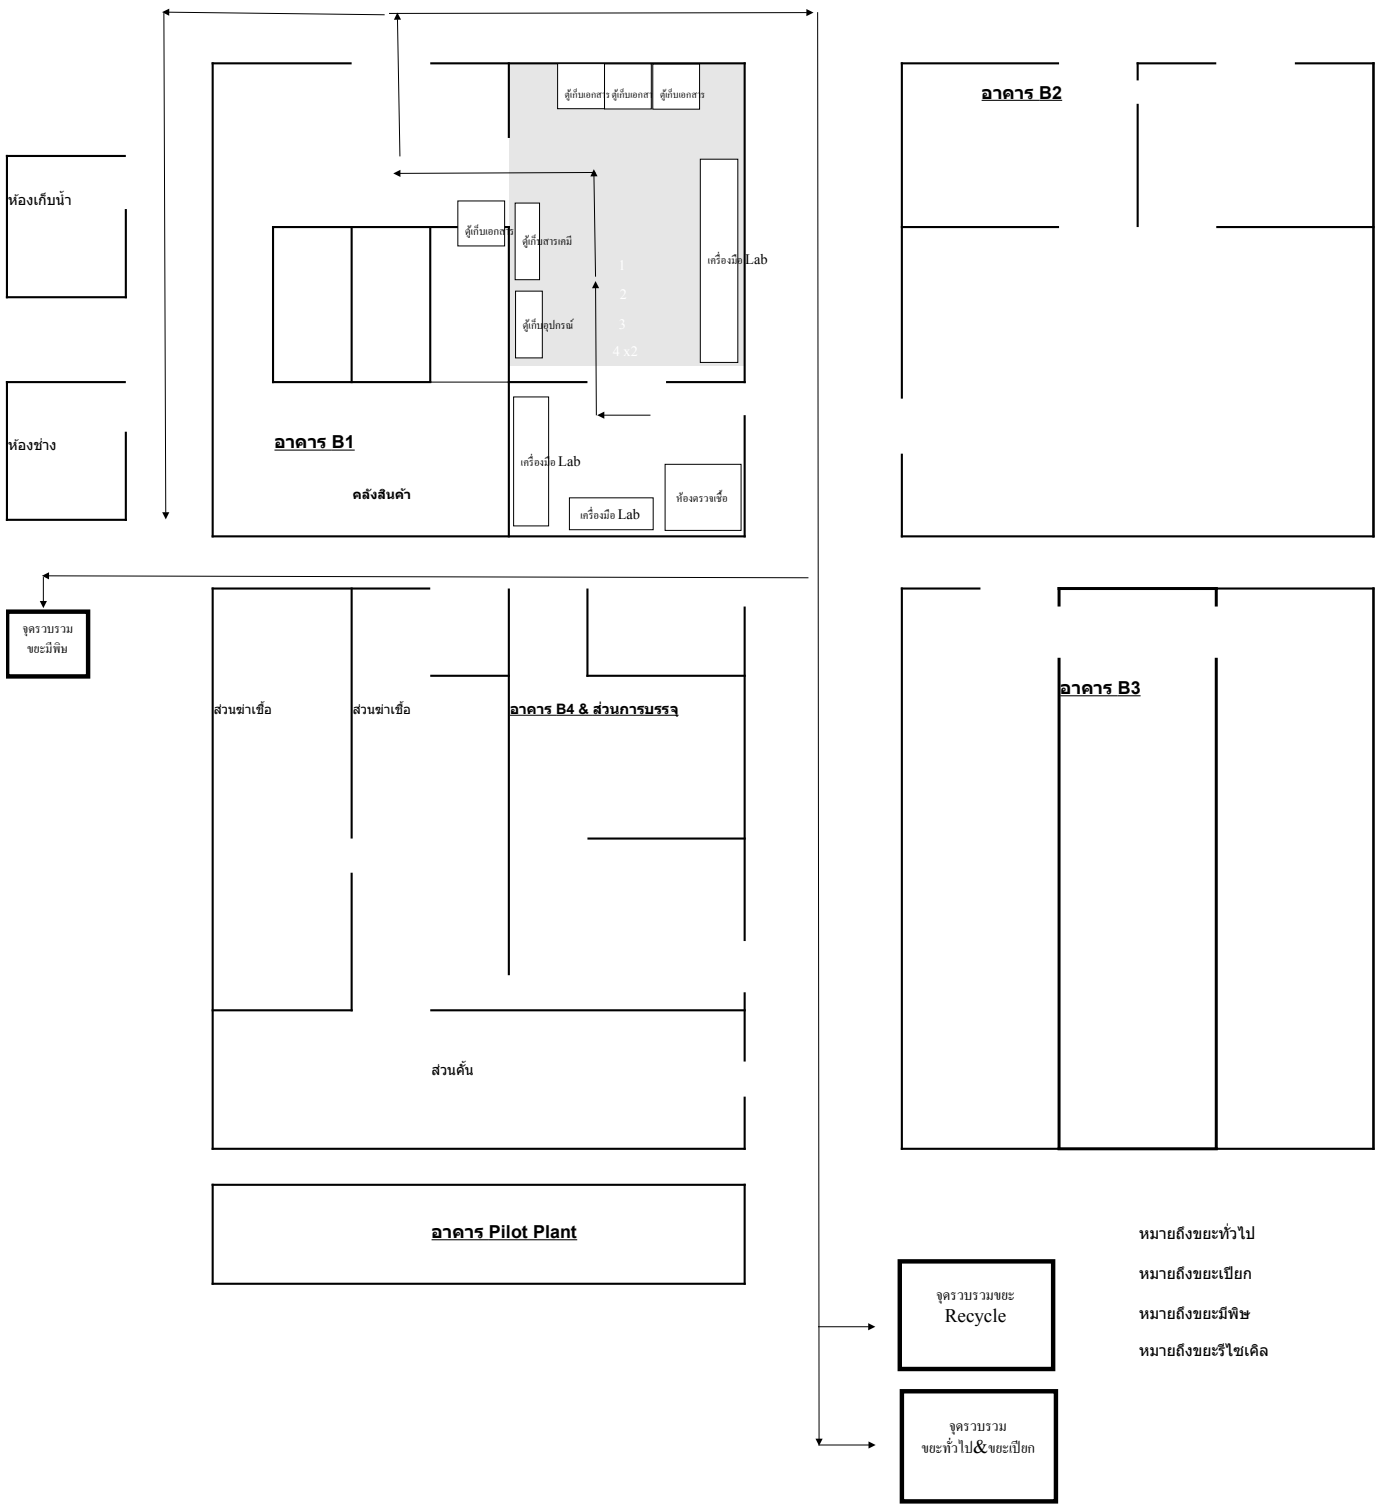 อาคาร B2
ตู้เก็บเอกสาร
ตู้เก็บเอกสาร
ตู้เก็บเอกสาร
ห้องเก็บน้ำ
ตู้เก็บเอกสาร
ตู้เก็บสารเคมี
เครื่องมือ Lab
1
2
3
4 x2
ตู้เก็บอุปกรณ์
ห้องช่าง
อาคาร B1
คลังสินค้า
เครื่องมือ Lab
เครื่องมือ Lab
ห้องตรวจเชื้อ
จุดรวบรวม
ขยะมีพิษ
ส่วนฆ่าเชื้อ
ส่วนฆ่าเชื้อ
อาคาร B4 & ส่วนการบรรจุ
อาคาร B3
ส่วนคั้น
อาคาร Pilot Plant
หมายถึงขยะทั่วไป
หมายถึงขยะเปียก
หมายถึงขยะมีพิษ
หมายถึงขยะรีไซเคิล
จุดรวบรวมขยะ
Recycle
จุดรวบรวม
ขยะทั่วไป&ขยะเปียก